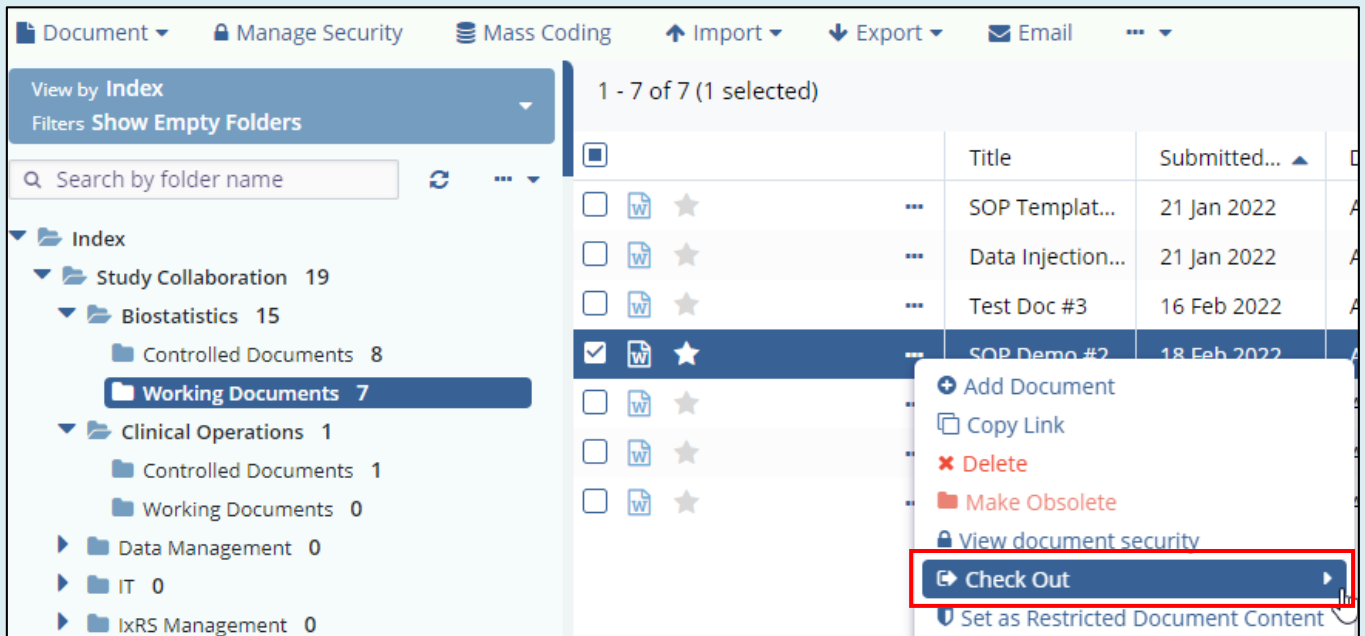 Document Manage Security Mass Coding Import Export Email ...
View by Index
Filters Show Empty Folders
1 - 7 of 7 (1 selected)
Search by folder name ...
Title Submitted...
SOP Templat... 21 Jan 2022
Data Injection... 21 Jan 2022
Test Doc #3 16 Feb 2022
SOP Demo #2 18 Feb 2022
Index
Study Collaboration 19
Biostatistics 15
Controlled Documents 8
Working Documents 7
Clinical Operations 1
Controlled Documents 1
Working Documents 0
Data Management 0
IT 0
IxRS Management 0
Add Document
Copy Link
Delete
Make Obsolete
View document security
Check Out
Set as Restricted Document Content